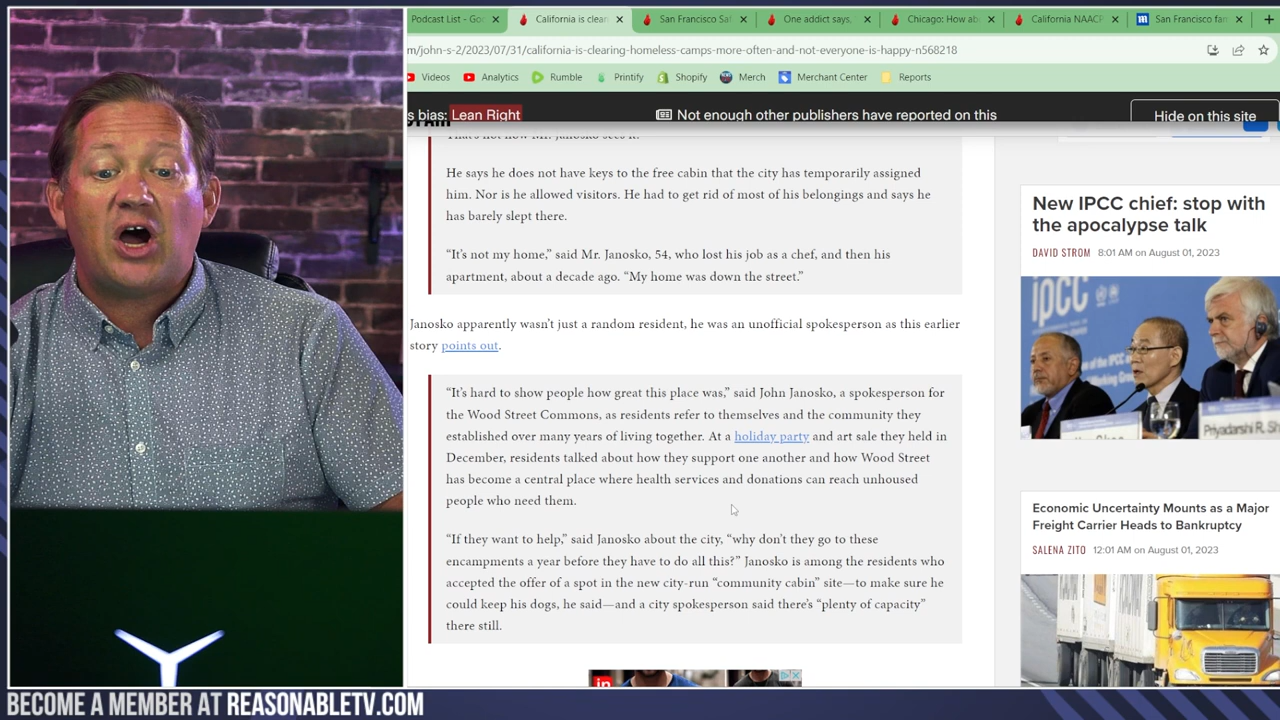 Podcast List - Goo
California is clear
San Francisco Saf
One addict says,
Chicago: How ab
California NAACP
San Francisco fan
m/john-s-2/2023/07/31/california-is-clearing-homeless-camps-more-often-and-not-everyone-is-happy-n568218
Videos
Analytics
Rumble
Printify
Shopify
Merch
Merchant Center
Reports
s bias: Lean Right
Not enough other publishers have reported on this
Hide on this site
That's not how Mr. Janosko sees it.
He says he does not have keys to the free cabin that the city has temporarily assigned
him. Nor is he allowed visitors. He had to get rid of most of his belongings and says he
has barely slept there.
“It’s not my home,” said Mr. Janosko, 54, who lost his job as a chef, and then his
apartment, about a decade ago. “My home was down the street.”
Janosko apparently wasn’t just a random resident, he was an unofficial spokesperson as this earlier
story points out.
“It’s hard to show people how great this place was,” said John Janosko, a spokesperson for
the Wood Street Commons, as residents refer to themselves and the community they
established over many years of living together. At a holiday party and art sale they held in
December, residents talked about how they support one another and how Wood Street
has become a central place where health services and donations can reach unhoused
people who need them.
“If they want to help,” said Janosko about the city, “why don’t they go to these
encampments a year before they have to do all this?” Janosko is among the residents who
accepted the offer of a spot in the new city-run “community cabin” site—to make sure he
could keep his dogs, he said—and a city spokesperson said there’s “plenty of capacity”
there still.
in
New IPCC chief: stop with
the apocalypse talk
DAVID STROM 8:01 AM on August 01, 2023
ipcc
Priyadarshi R. Sh
Economic Uncertainty Mounts as a Major
Freight Carrier Heads to Bankruptcy
SALENA ZITO 12:01 AM on August 01, 2023
BECOME A MEMBER AT REASONABLETV.COM